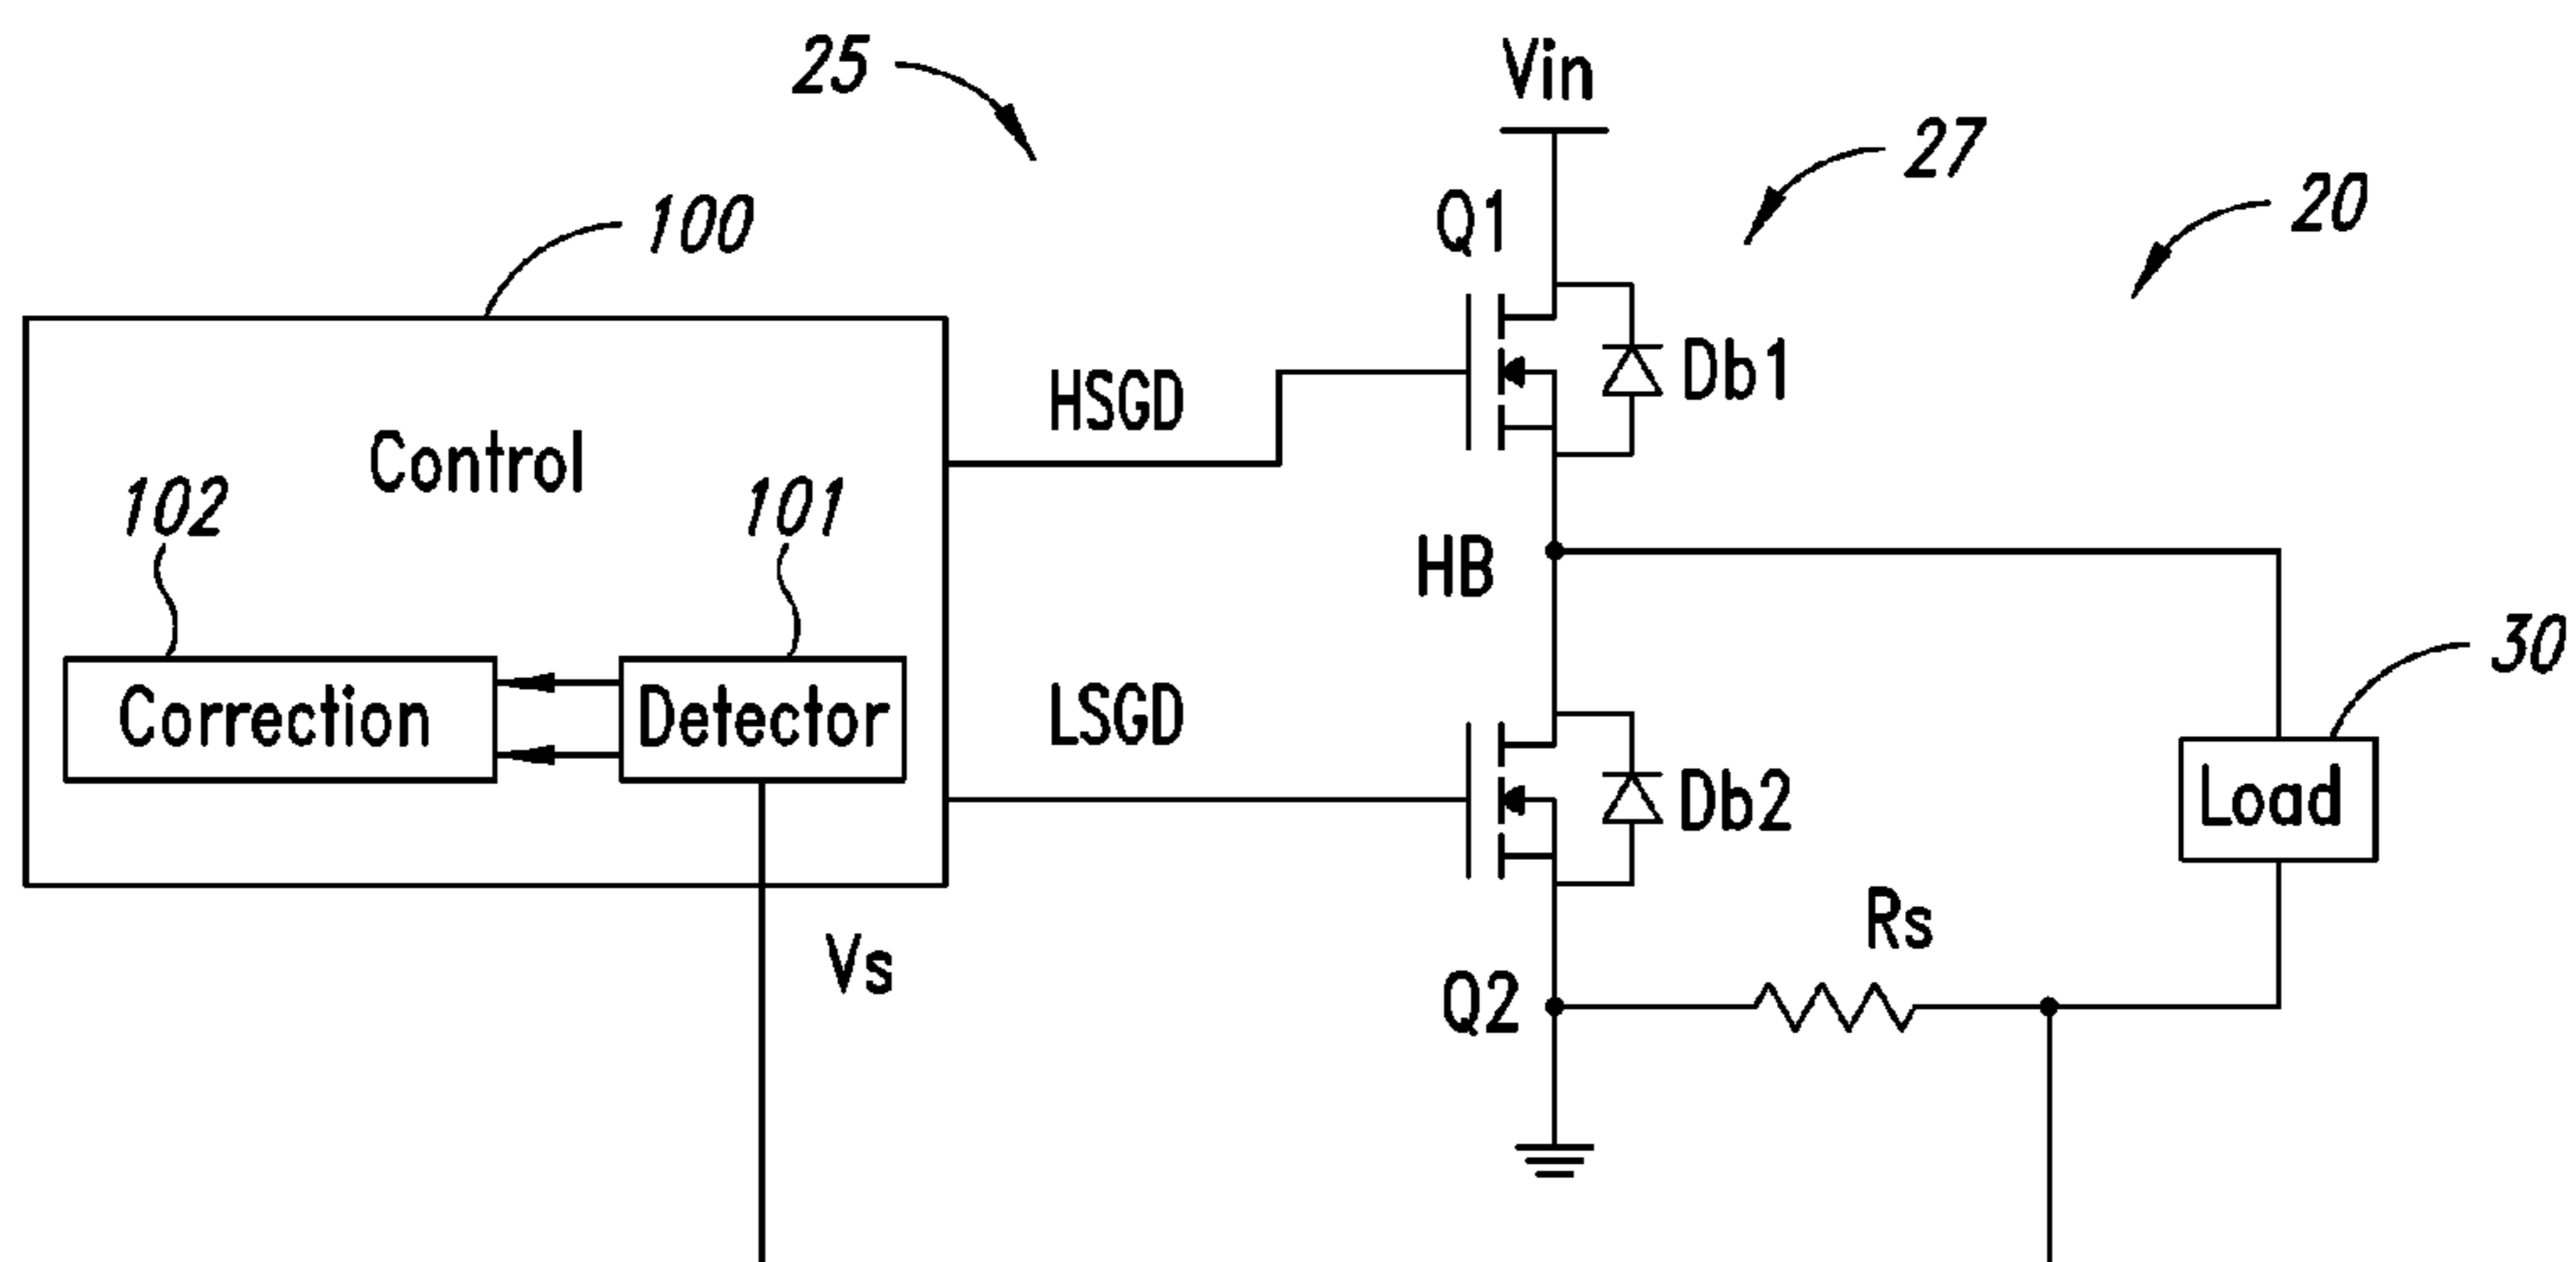 25
Vin
27
20
100
Q1
Db1
HSGD
Control
102
101
HB
30
Correction
Detector
LSGD
Db2
Load
Rs
Vs
Q2